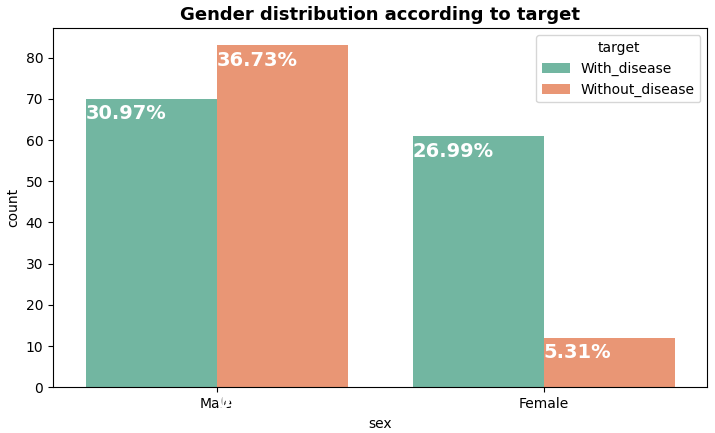 Gender distribution according to target
target
With_disease
Without_disease
80
70
60
50
40
30
20
10
0
count
30.97%
36.73%
26.99%
5.31%
Male
Female
sex